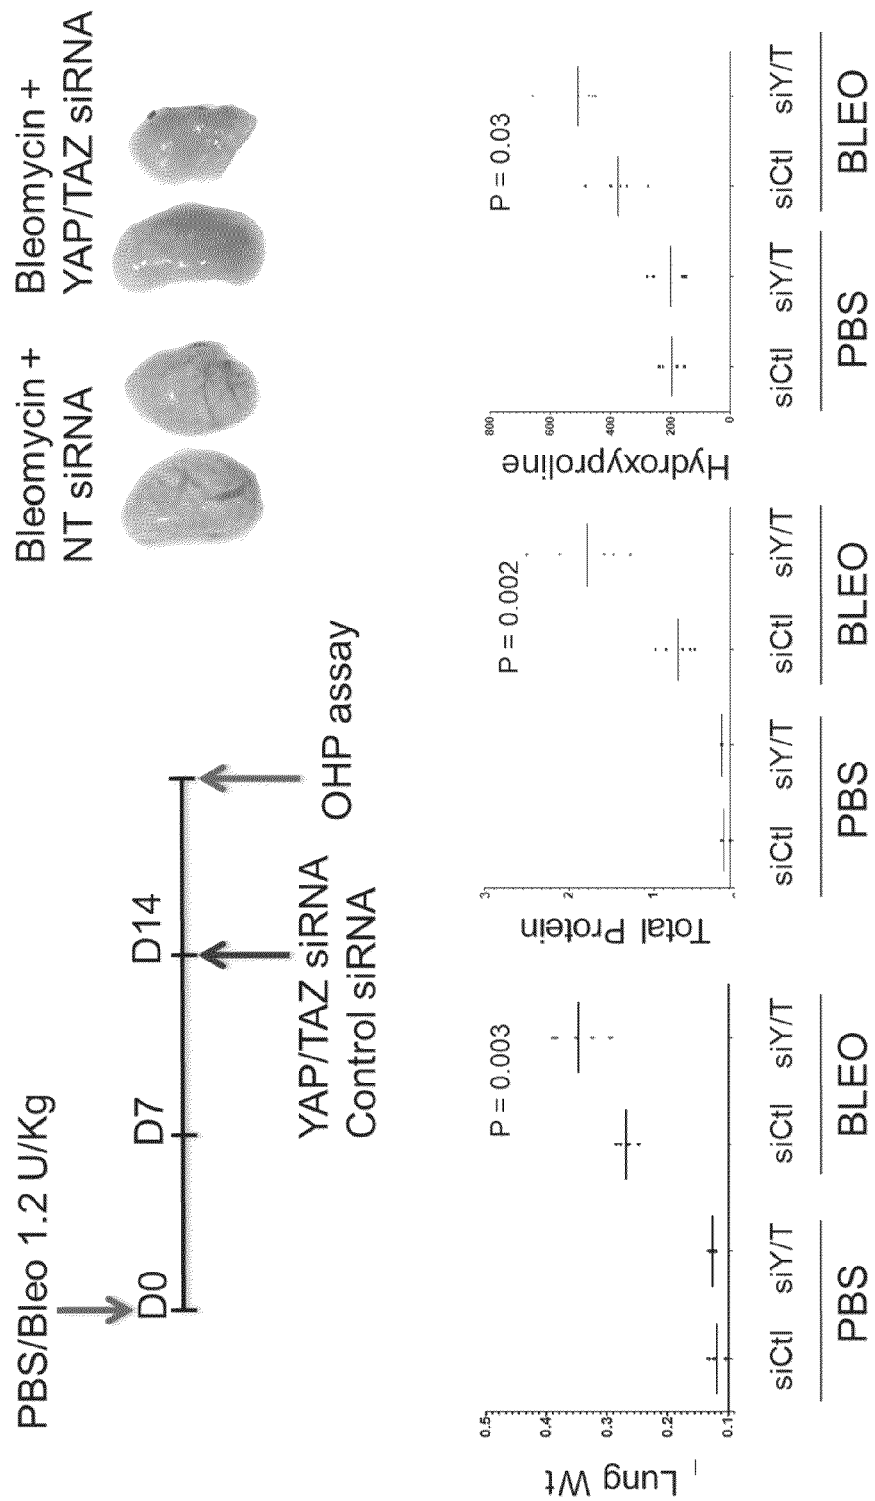 PBS/Bleo 1.2 U/Kg
D0
D7
D14
YAP/TAZ siRNA
Control siRNA
OHP assay
Bleomycin +
NT siRNA
Bleomycin +
YAP/TAZ siRNA
Lung Wt
0.5
0.4
0.3
0.2
0.1
P = 0.003
siCtl
siY/T
siCtl
siY/T
PBS
BLEO
Total Protein
3
2
1
P = 0.002
siCtl
siY/T
siCtl
siY/T
PBS
BLEO
Hydroxyproline
800
600
400
200
0
P = 0.03
siCtl
siY/T
siCtl
siY/T
PBS
BLEO